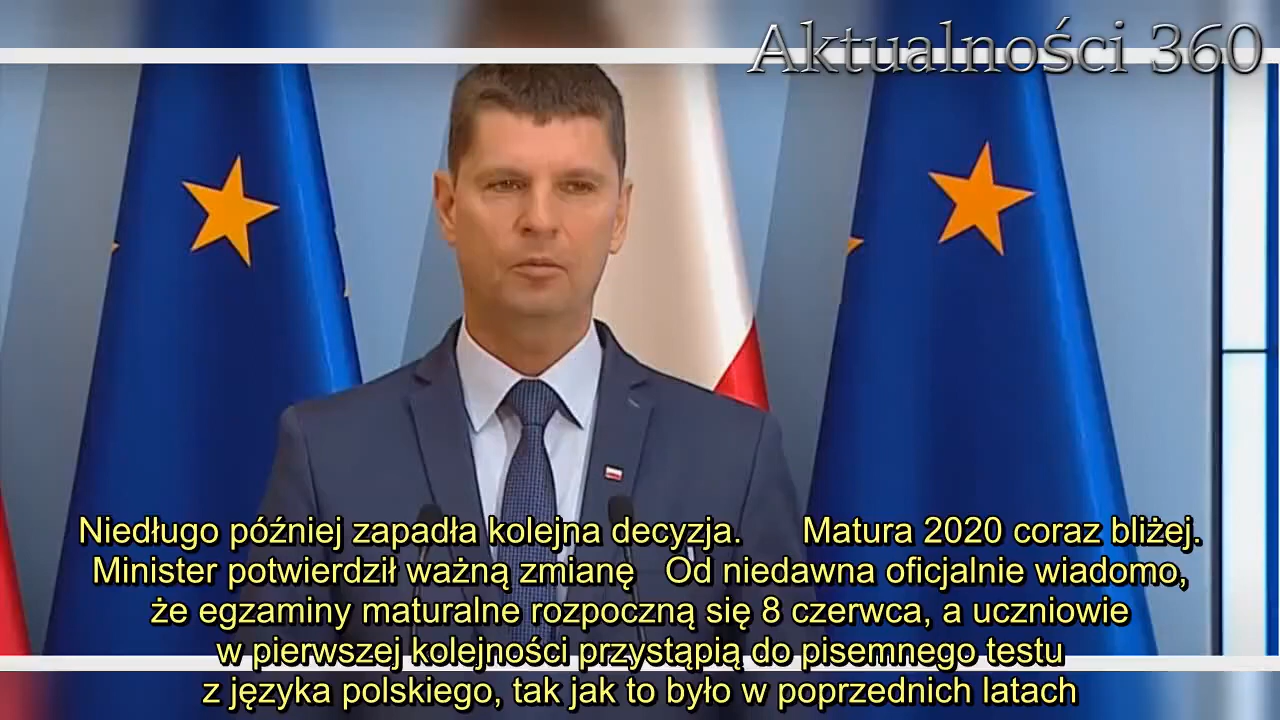 Aktualności 360
Niedługo później zapadła kolejna decyzja. Matura 2020 coraz bliżej.
Minister potwierdził ważną zmianę Od niedawna oficjalnie wiadomo,
że egzaminy maturalne rozpoczną się 8 czerwca, a uczniowie
w pierwszej kolejności przystąpią do pisemnego testu
z języka polskiego, tak jak to było w poprzednich latach